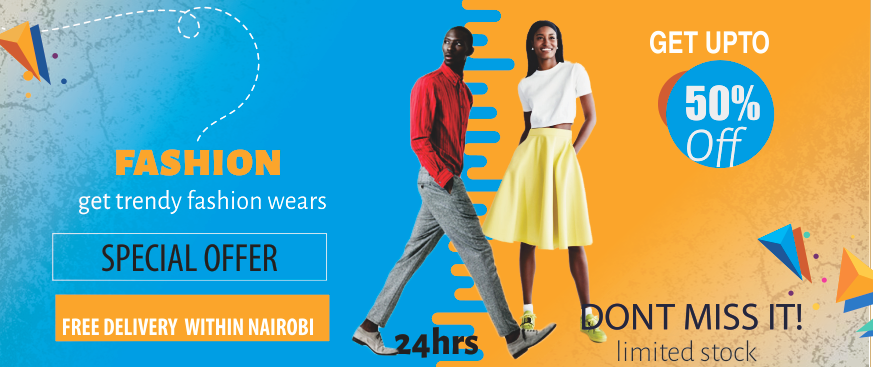 FASHION
get trendy fashion wears
SPECIAL OFFER
FREE DELIVERY WITHIN NAIROBI
24hrs
GET UPTO
50%
Off
DONT MISS IT!
limited stock